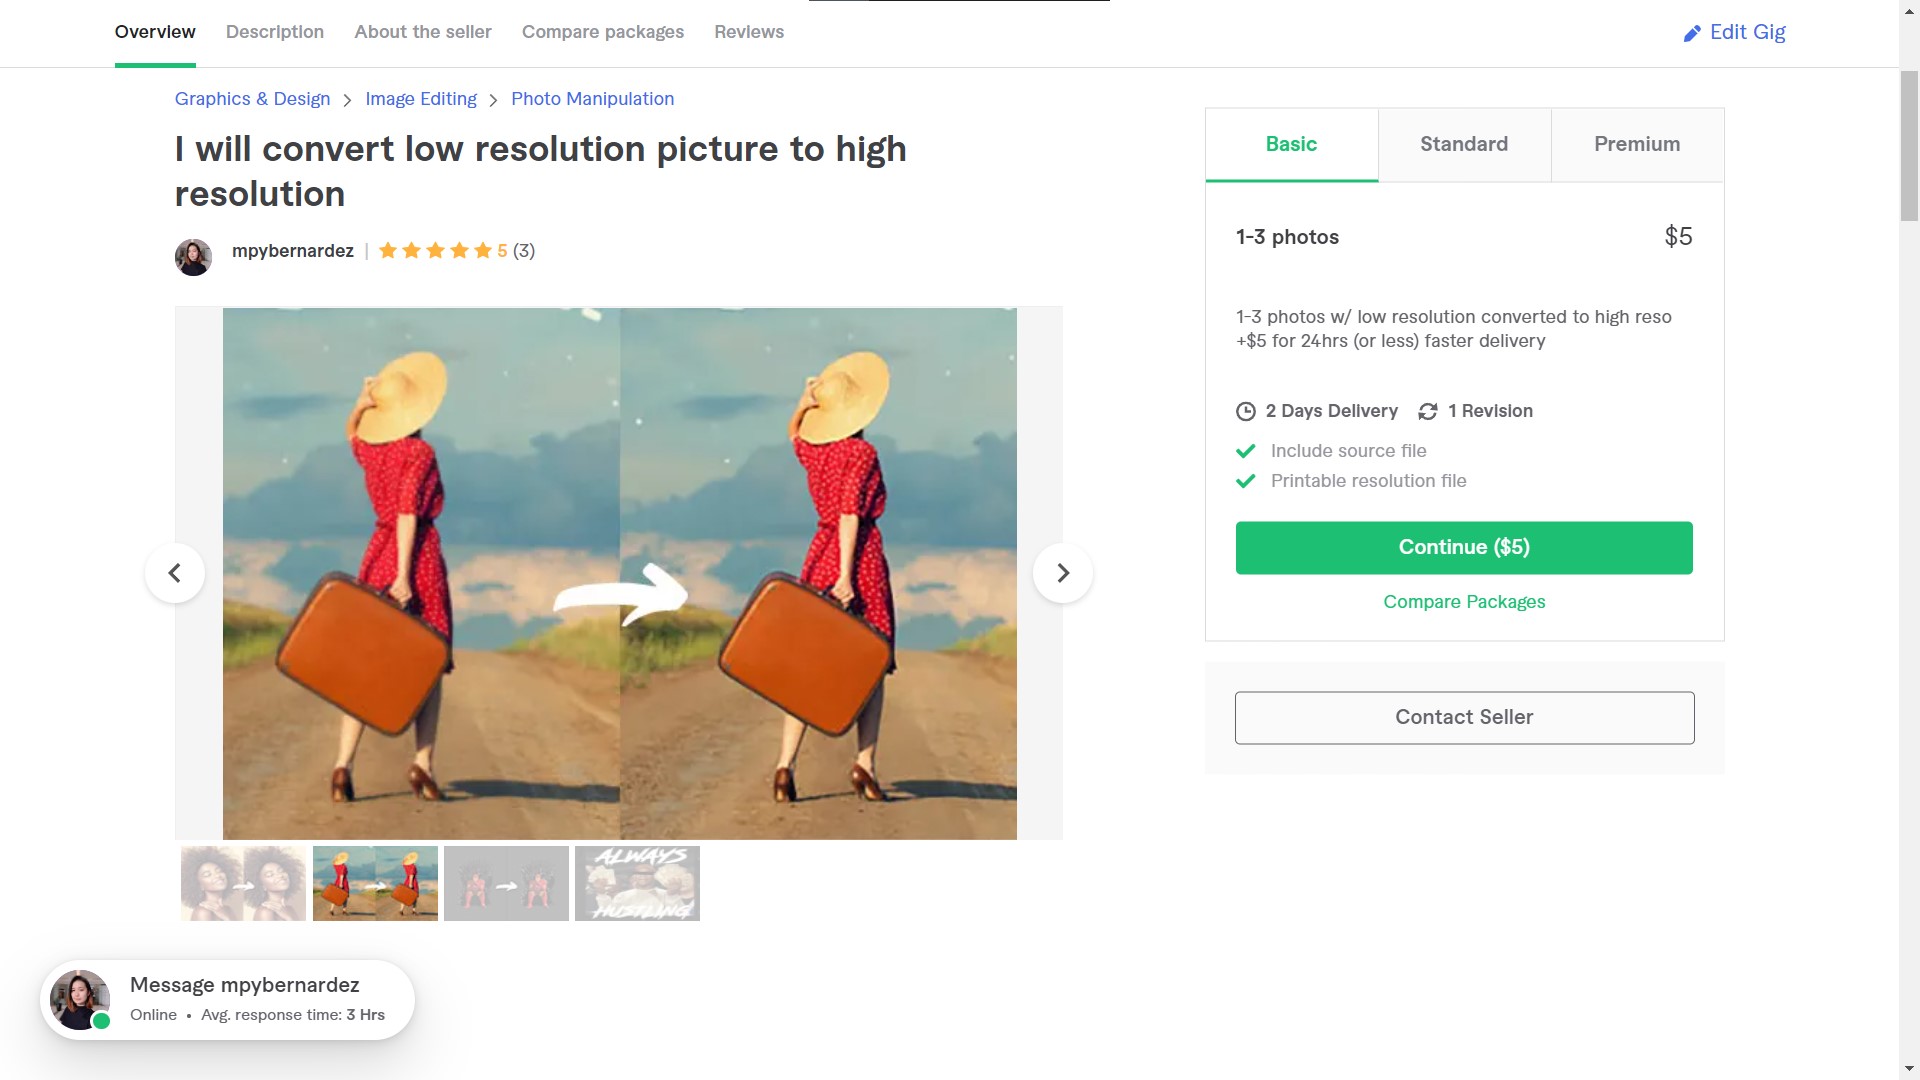 Overview Description About the seller Compare packages Reviews
Edit Gig
Graphics & Design > Image Editing > Photo Manipulation
I will convert low resolution picture to high
resolution
mpybernardez | 5 (3)
ALWAYS
HUSTLING
Message mpybernardez
Online • Avg. response time: 3 Hrs
Basic Standard Premium
1-3 photos $5
1-3 photos w/ low resolution converted to high reso
+$5 for 24hrs (or less) faster delivery
2 Days Delivery 1 Revision
Include source file
Printable resolution file
Continue ($5)
Compare Packages
Contact Seller